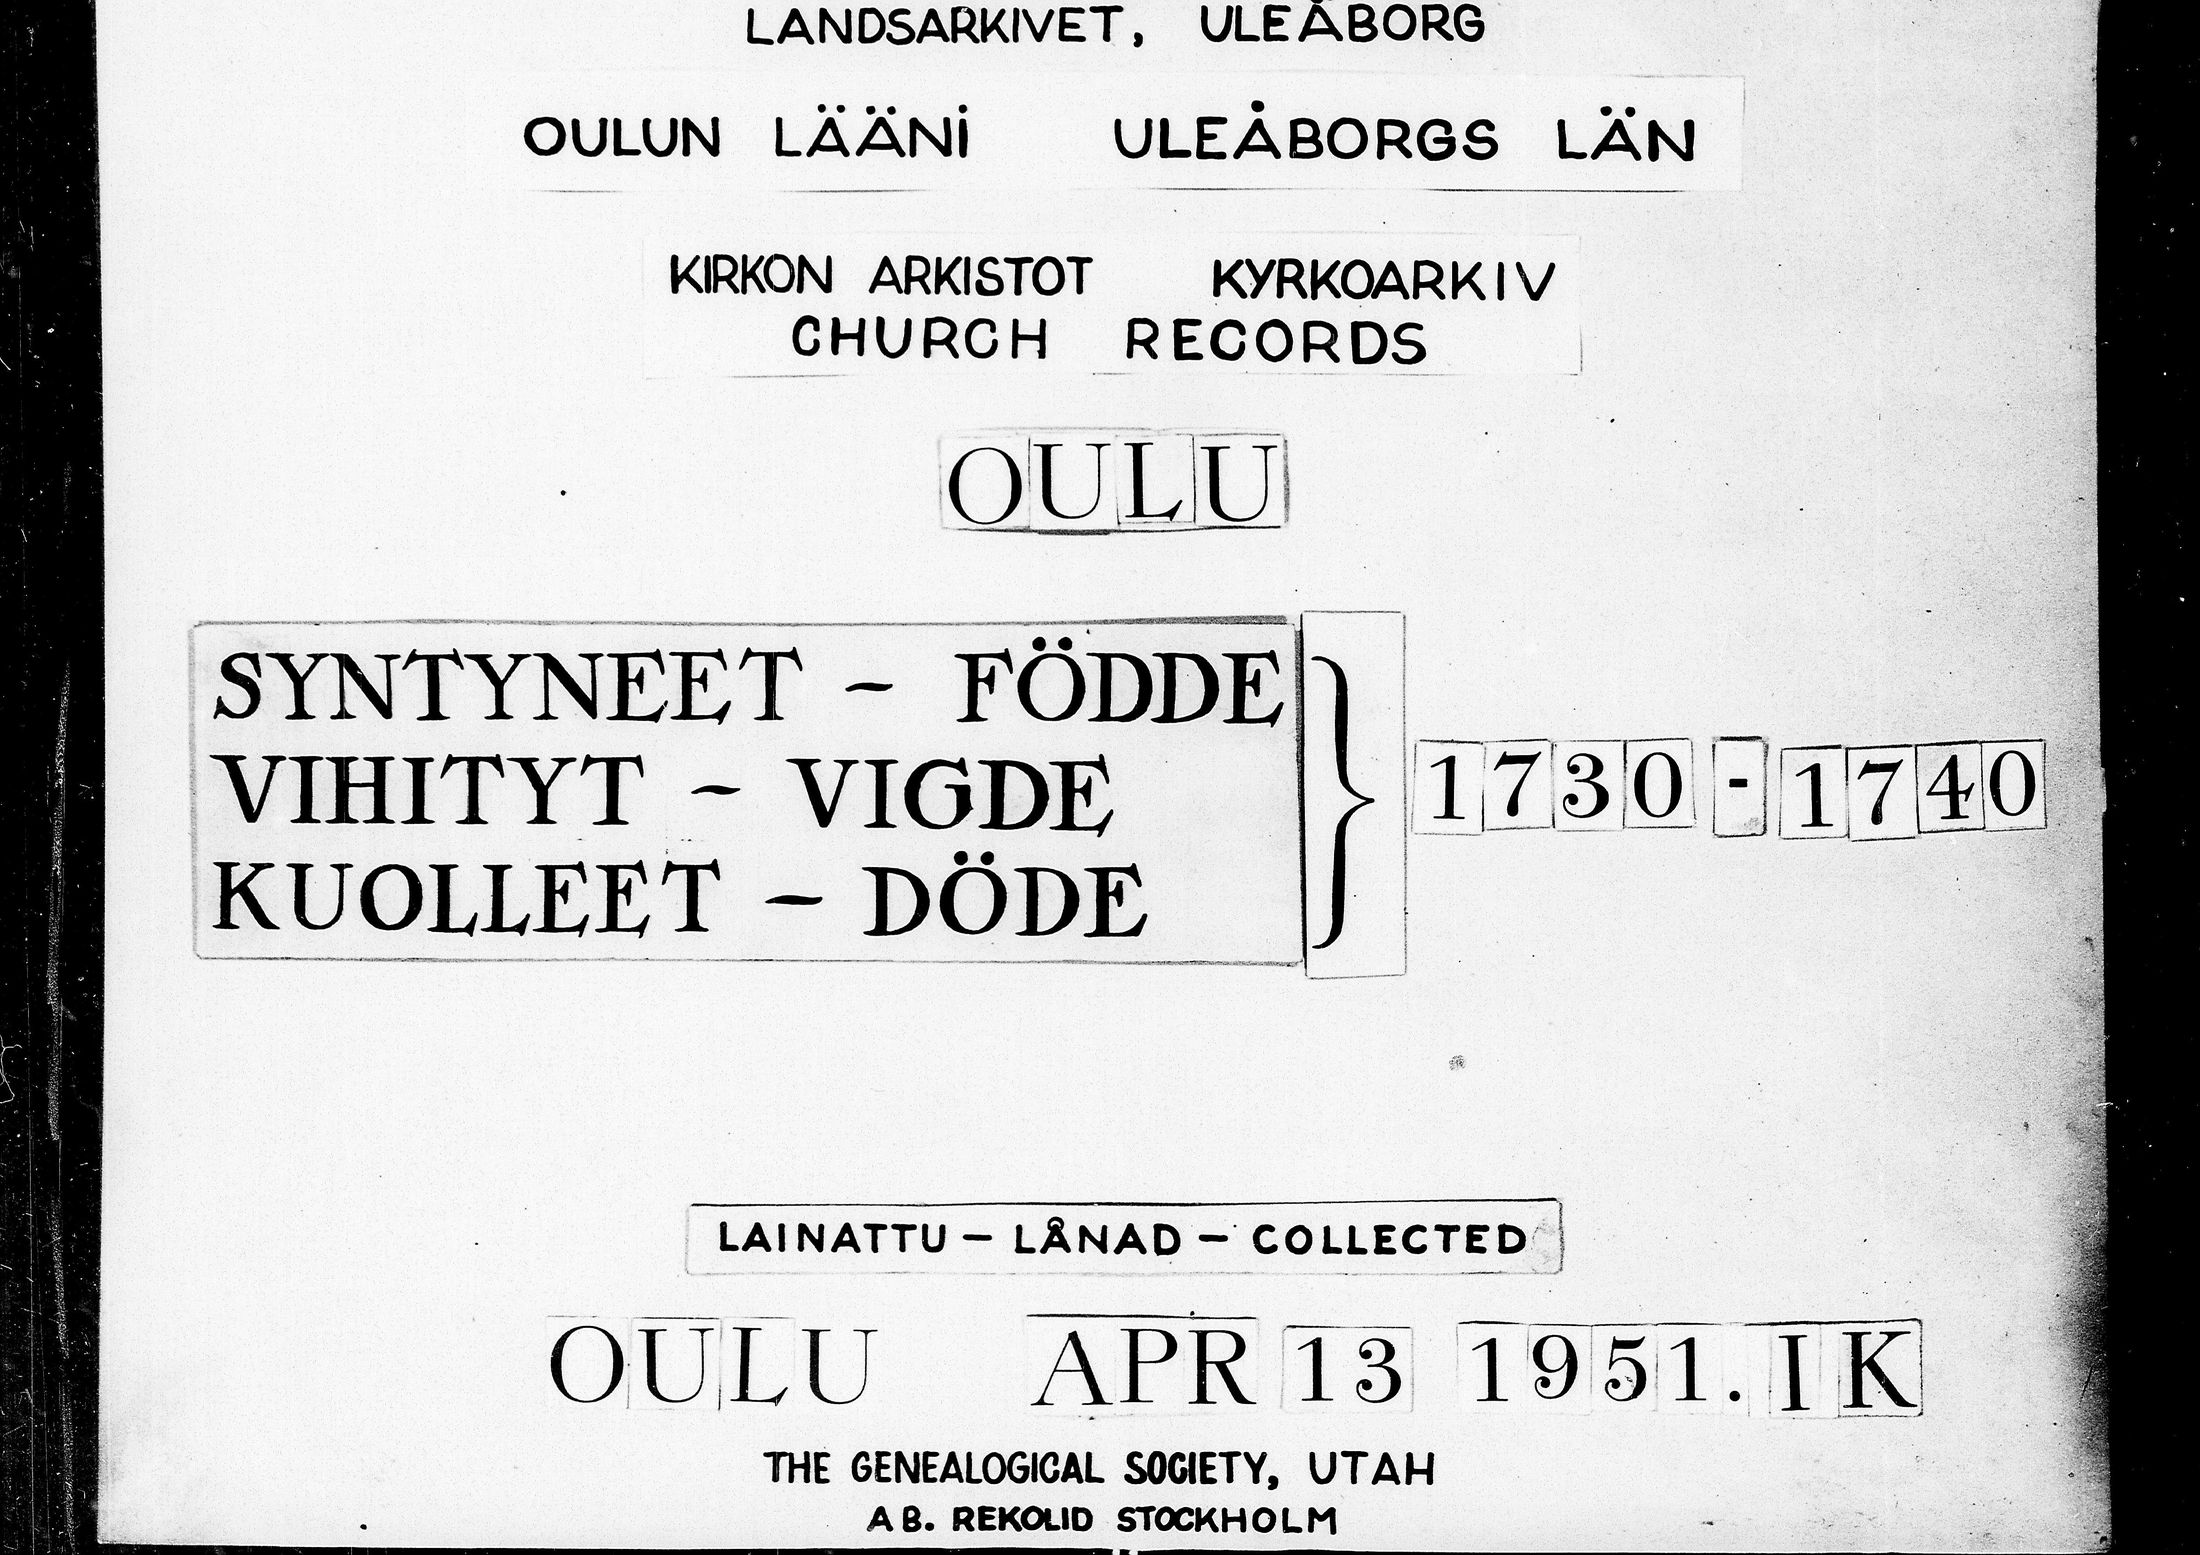 LANDSARKIVET, ULEÅBORG
OULUN LÄÄNI ULEÅBORGS LÄN
KIRKON ARKISTOT KYRKOARKIV
CHURCH RECORDS
OULU
SYNTYNEET - FÖDDE
VIHITYT - VIGDE
KUOLLEET - DÖDE
} 1730 - 1740
LAINATTU - LÅNAD - COLLECTED
OULU APR 13 1951. IK
THE GENEALOGICAL SOCIETY, UTAH
AB. REKOLID STOCKHOLM